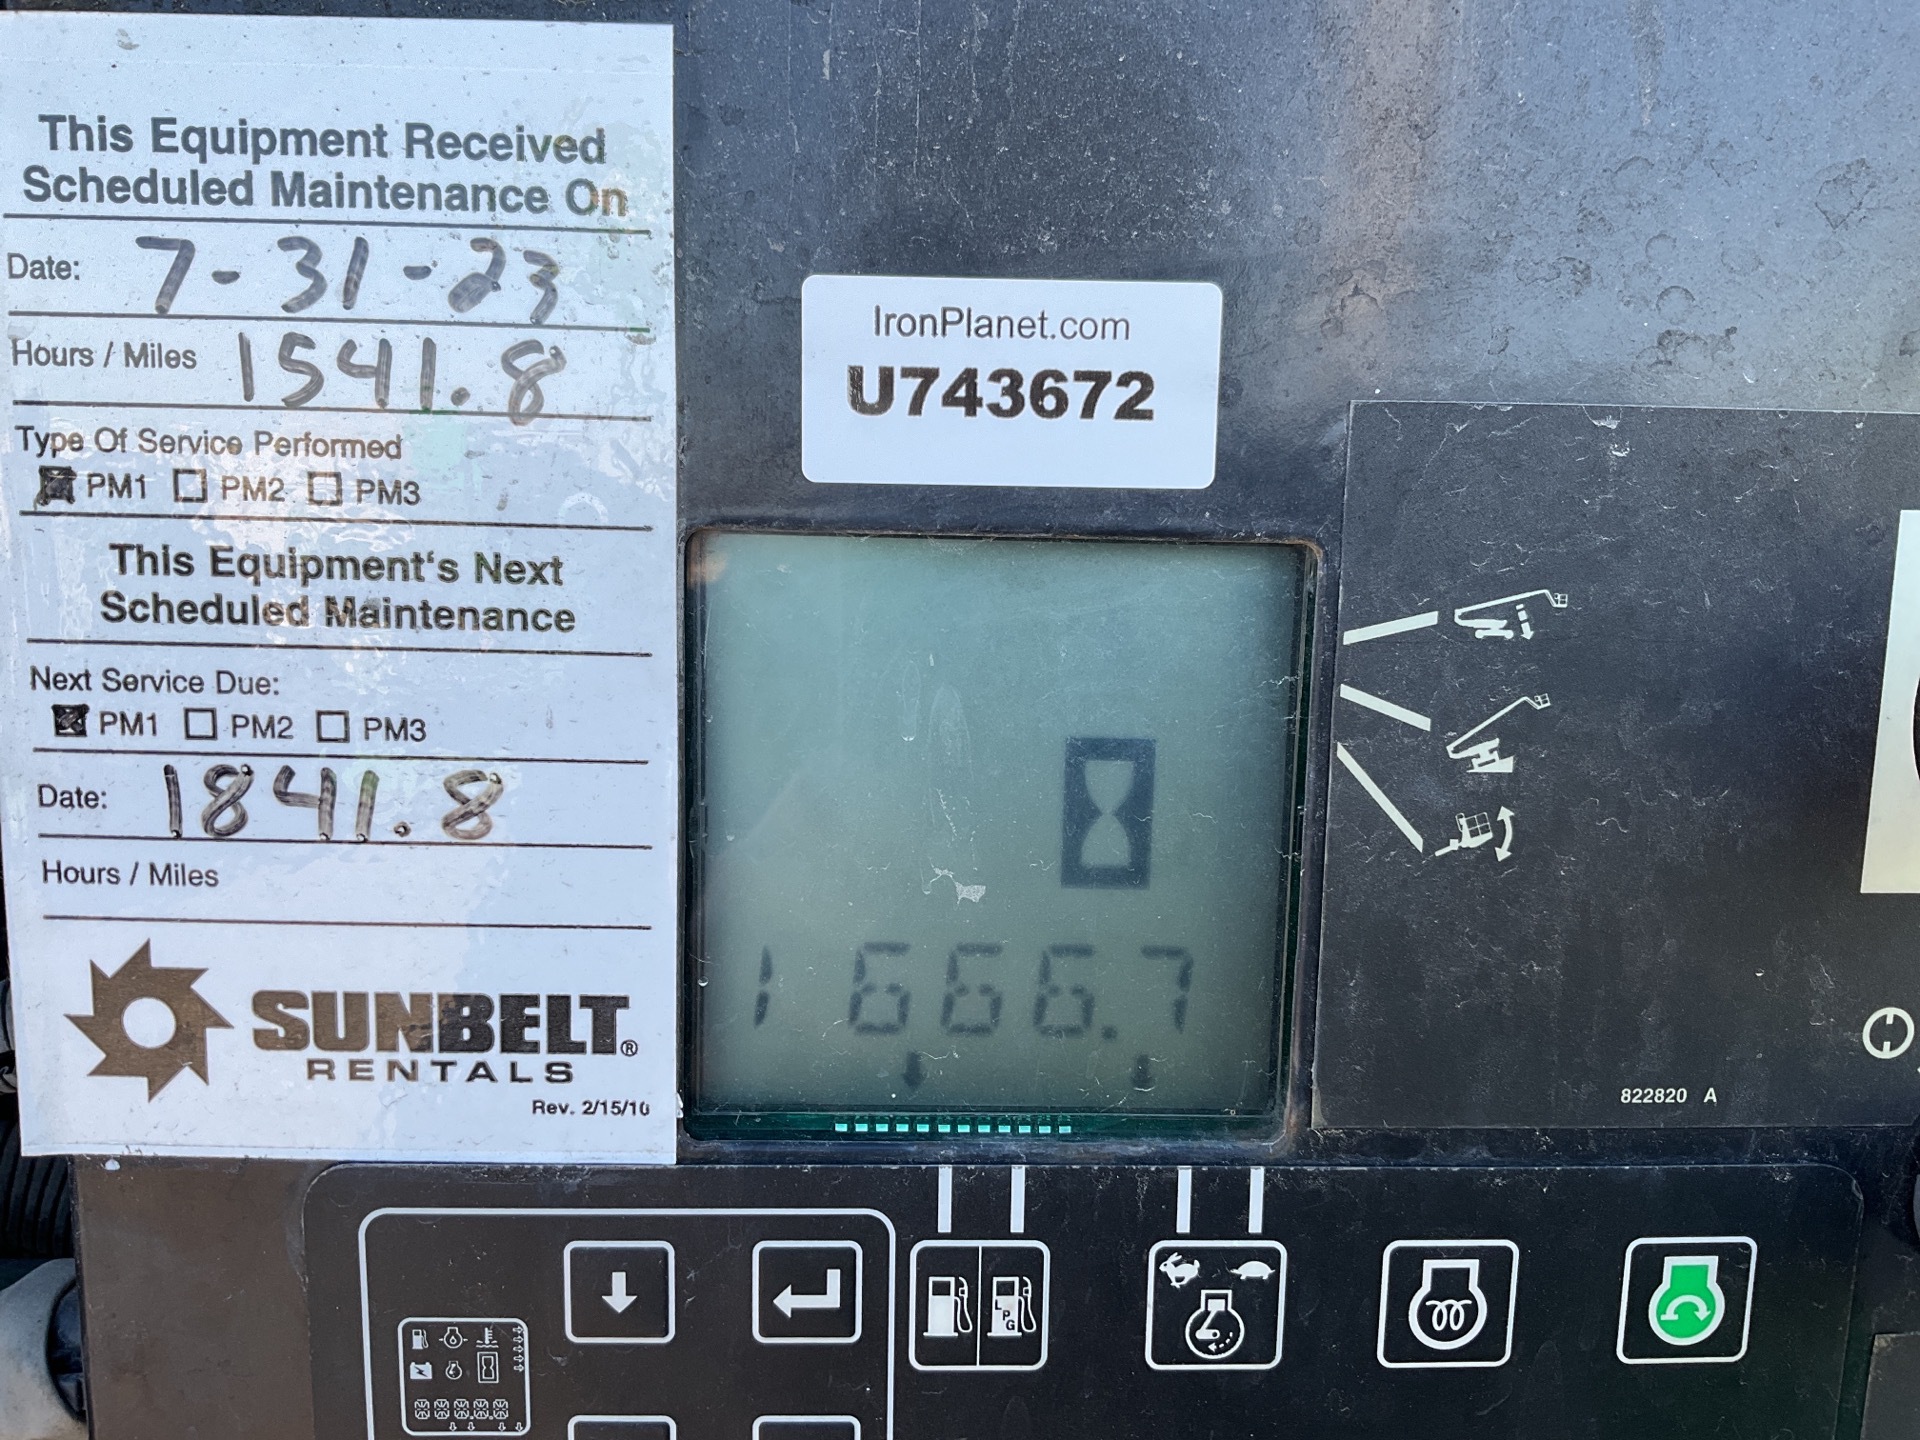 This Equipment Received
Scheduled Maintenance On
Date: 7-31-23
Hours / Miles 1541.8
Type Of Service Performed
PM1 PM2 PM3
This Equipment's Next
Scheduled Maintenance
Next Service Due:
PM1 PM2 PM3
Date: 1841.8
Hours / Miles
SUNBELT®
RENTALS
Rev. 2/15/10
IronPlanet.com
U743672
1666.7
822820 A
LPG